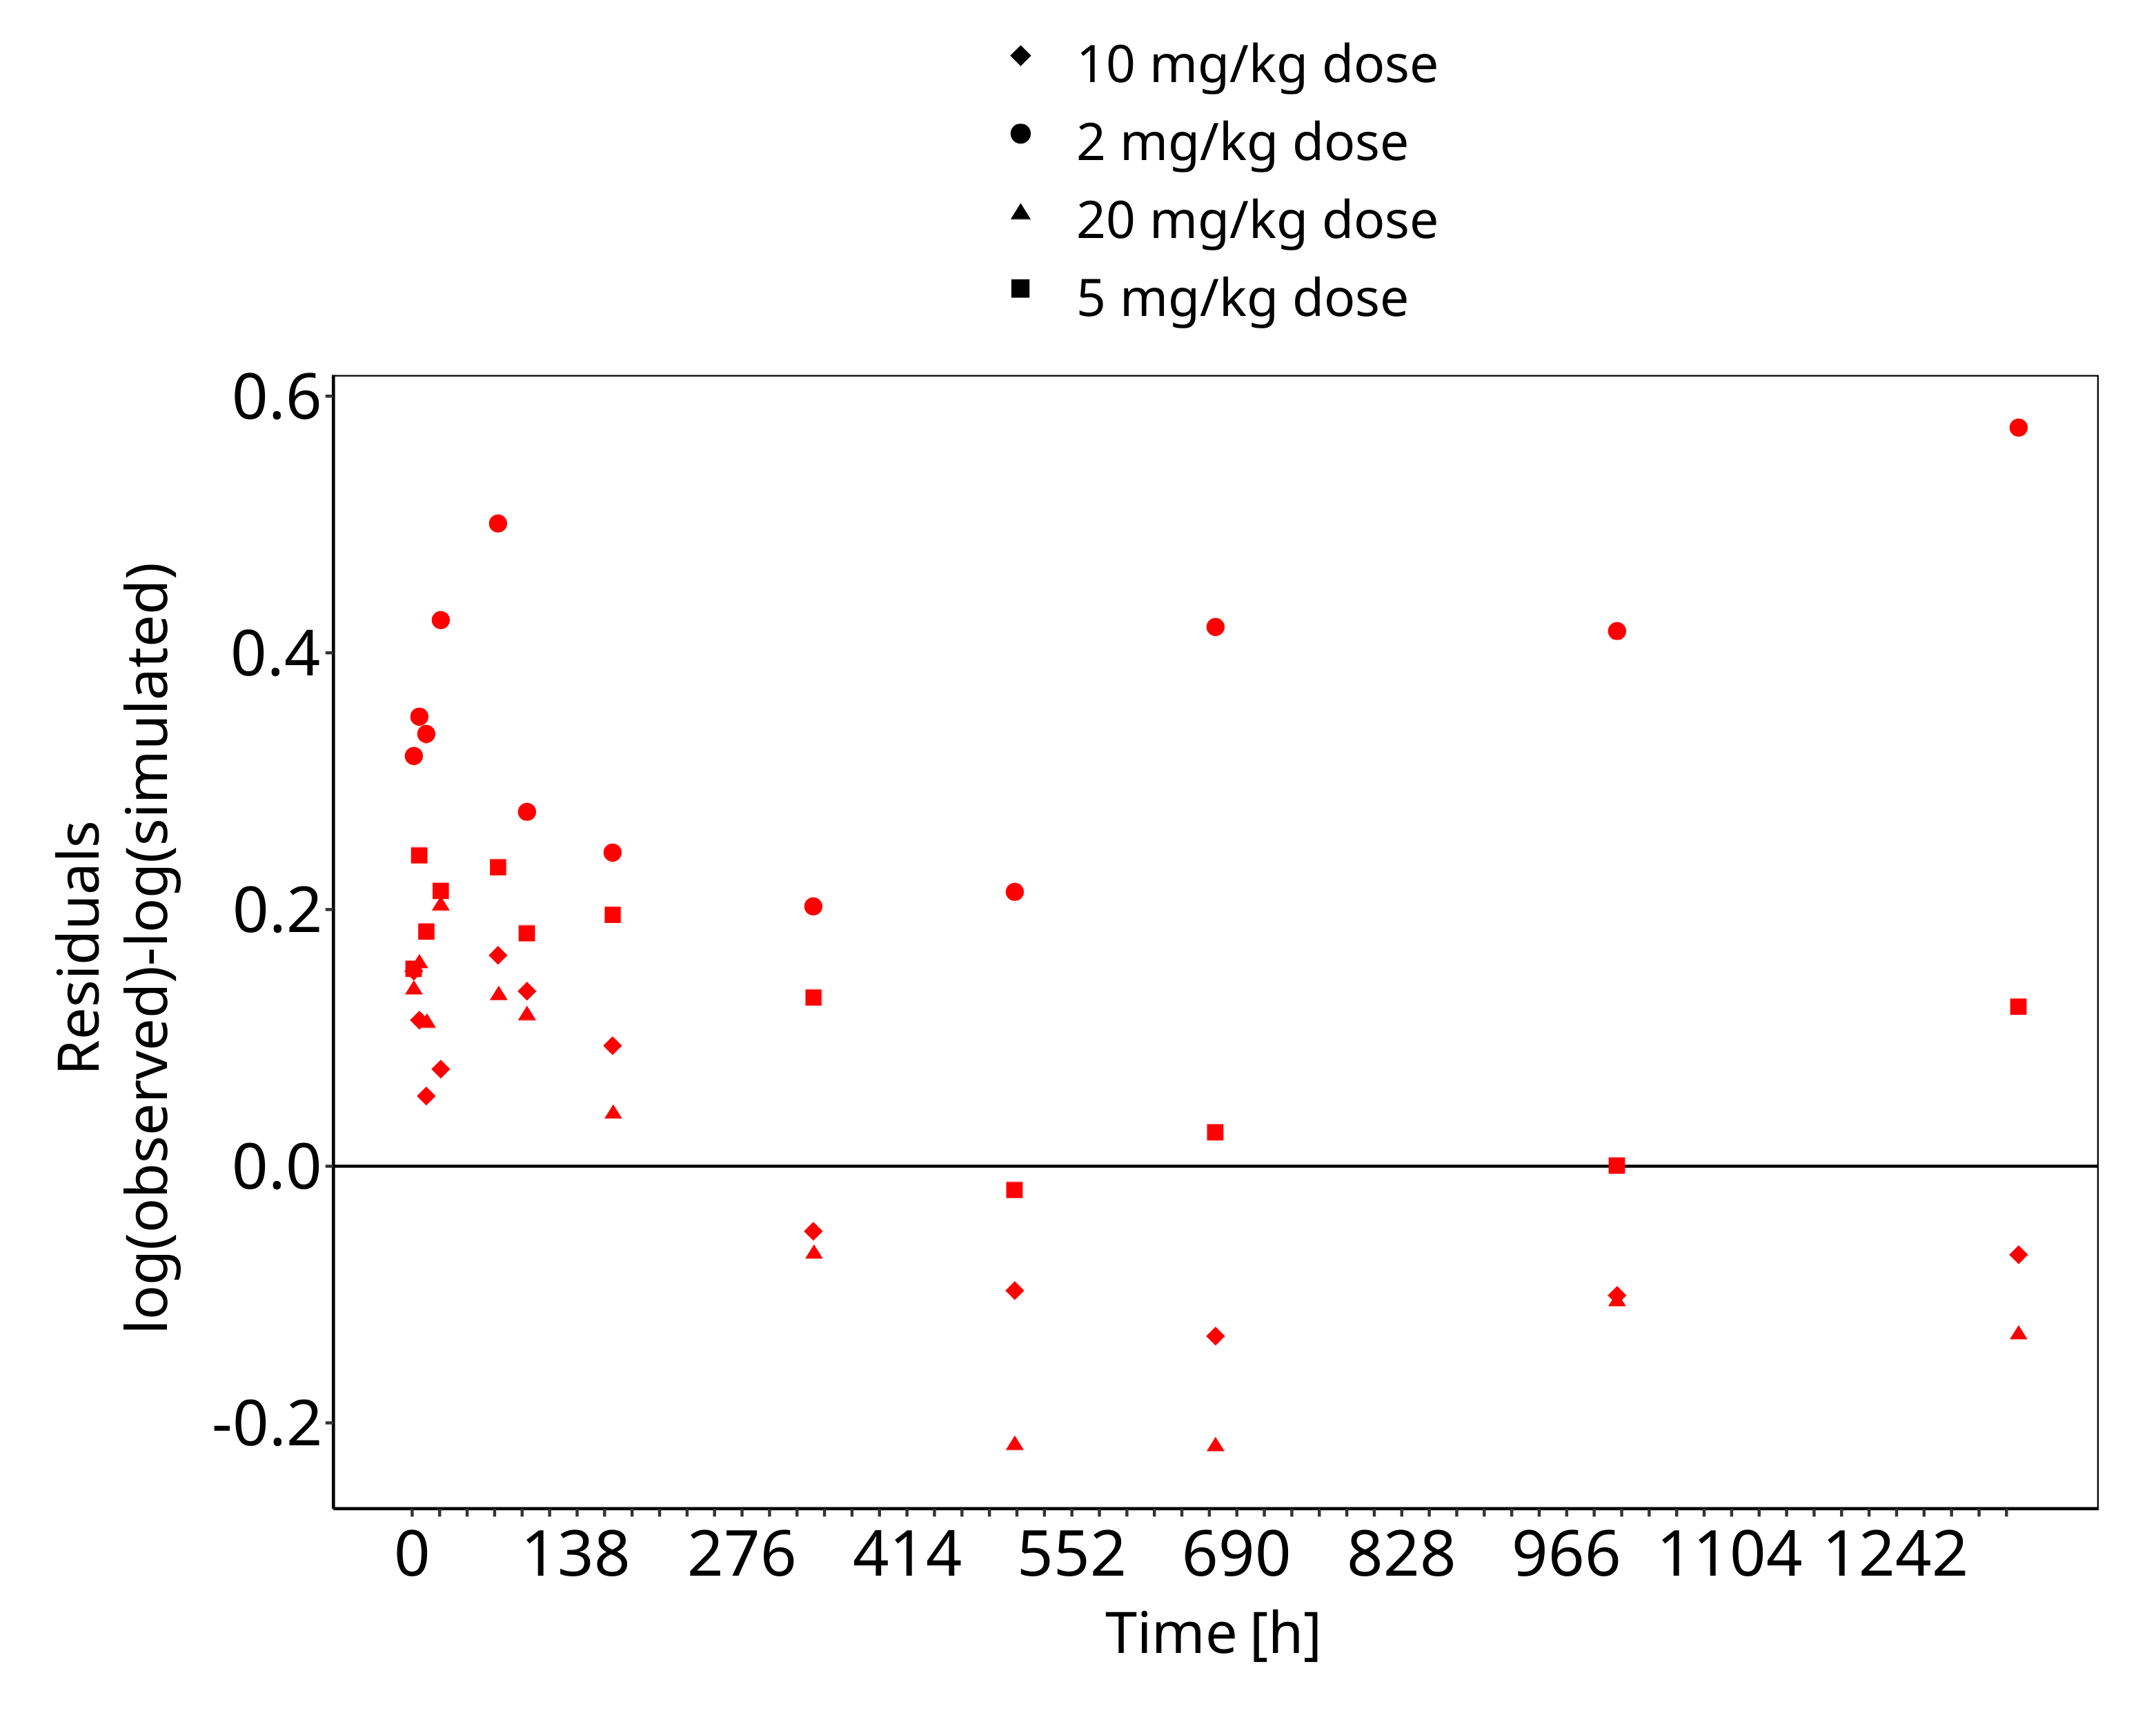 10 mg/kg dose
2 mg/kg dose
20 mg/kg dose
5 mg/kg dose
Residuals
log(observed)-log(simulated)
0.6
0.4
0.2
0.0
-0.2
0 138 276 414 552 690 828 966 1104 1242
Time [h]